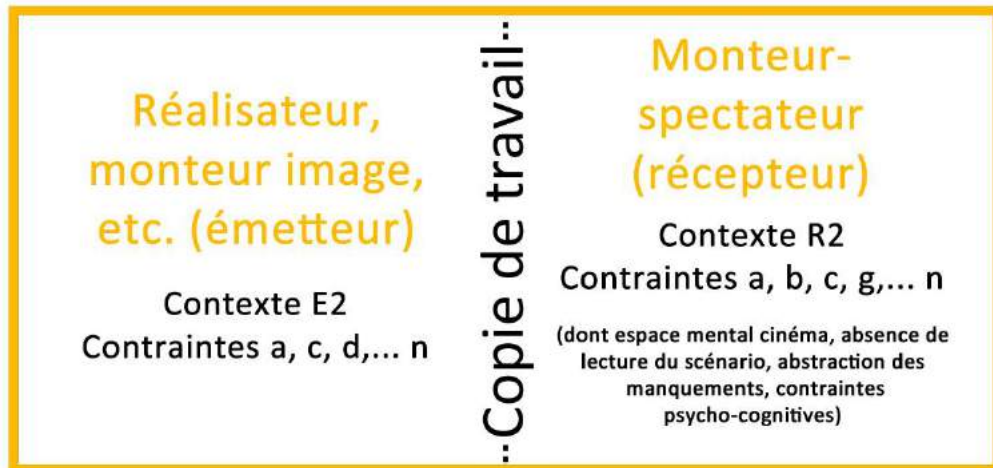 Réalisateur,
monteur image,
etc. (émetteur)
Contexte E2
Contraintes a, c, d,... n
··Copie de travail··
Monteur-
spectateur
(récepteur)
Contexte R2
Contraintes a, b, c, g,... n
(dont espace mental cinéma, absence de
lecture du scénario, abstraction des
manquements, contraintes
psycho-cognitives)